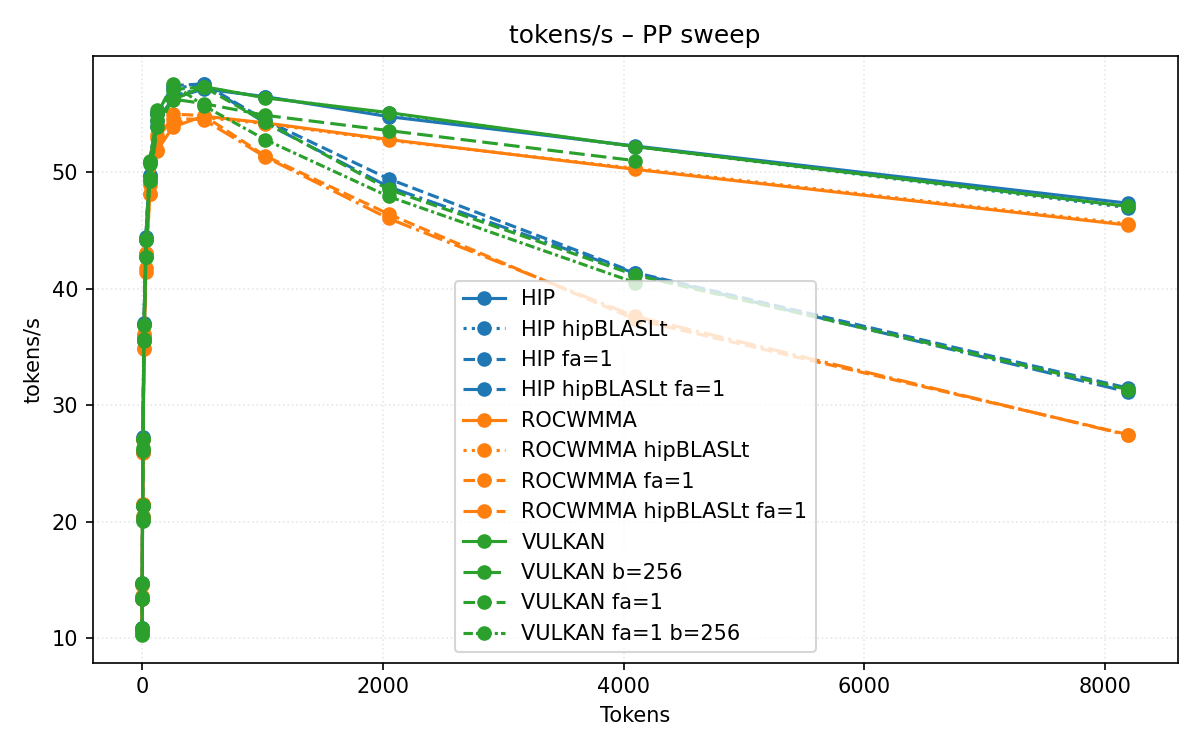 tokens/s – PP sweep
tokens/s
50
40
30
20
10
HIP
HIP hipBLASLt
HIP fa=1
HIP hipBLASLt fa=1
ROCWMMA
ROCWMMA hipBLASLt
ROCWMMA fa=1
ROCWMMA hipBLASLt fa=1
VULKAN
VULKAN b=256
VULKAN fa=1
VULKAN fa=1 b=256
0 2000 4000 6000 8000
Tokens